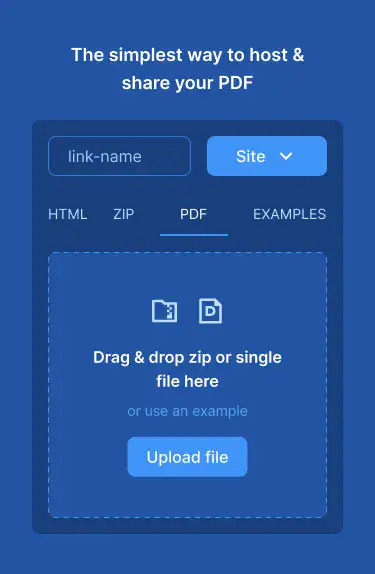 The simplest way to host &
share your PDF
link-name
Site
HTML ZIP PDF EXAMPLES
D
Drag & drop zip or single
file here
or use an example
Upload file